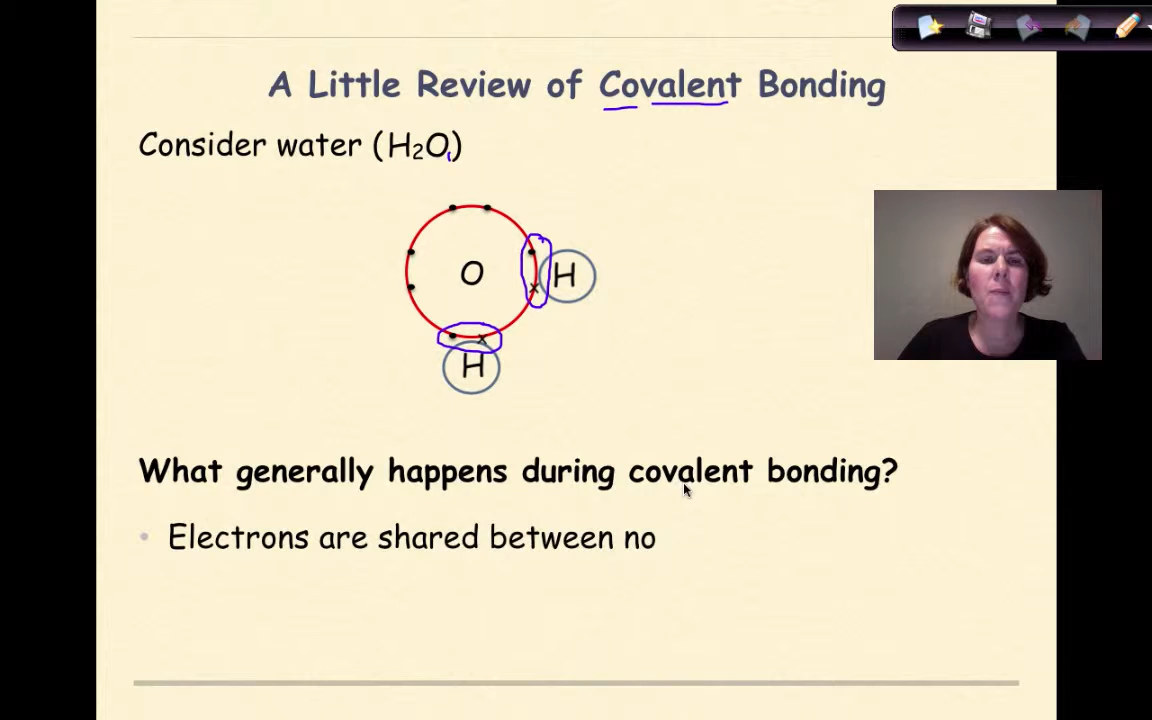 A Little Review of Covalent Bonding
Consider water (H₂O)
O
H
H
What generally happens during covalent bonding?
• Electrons are shared between no